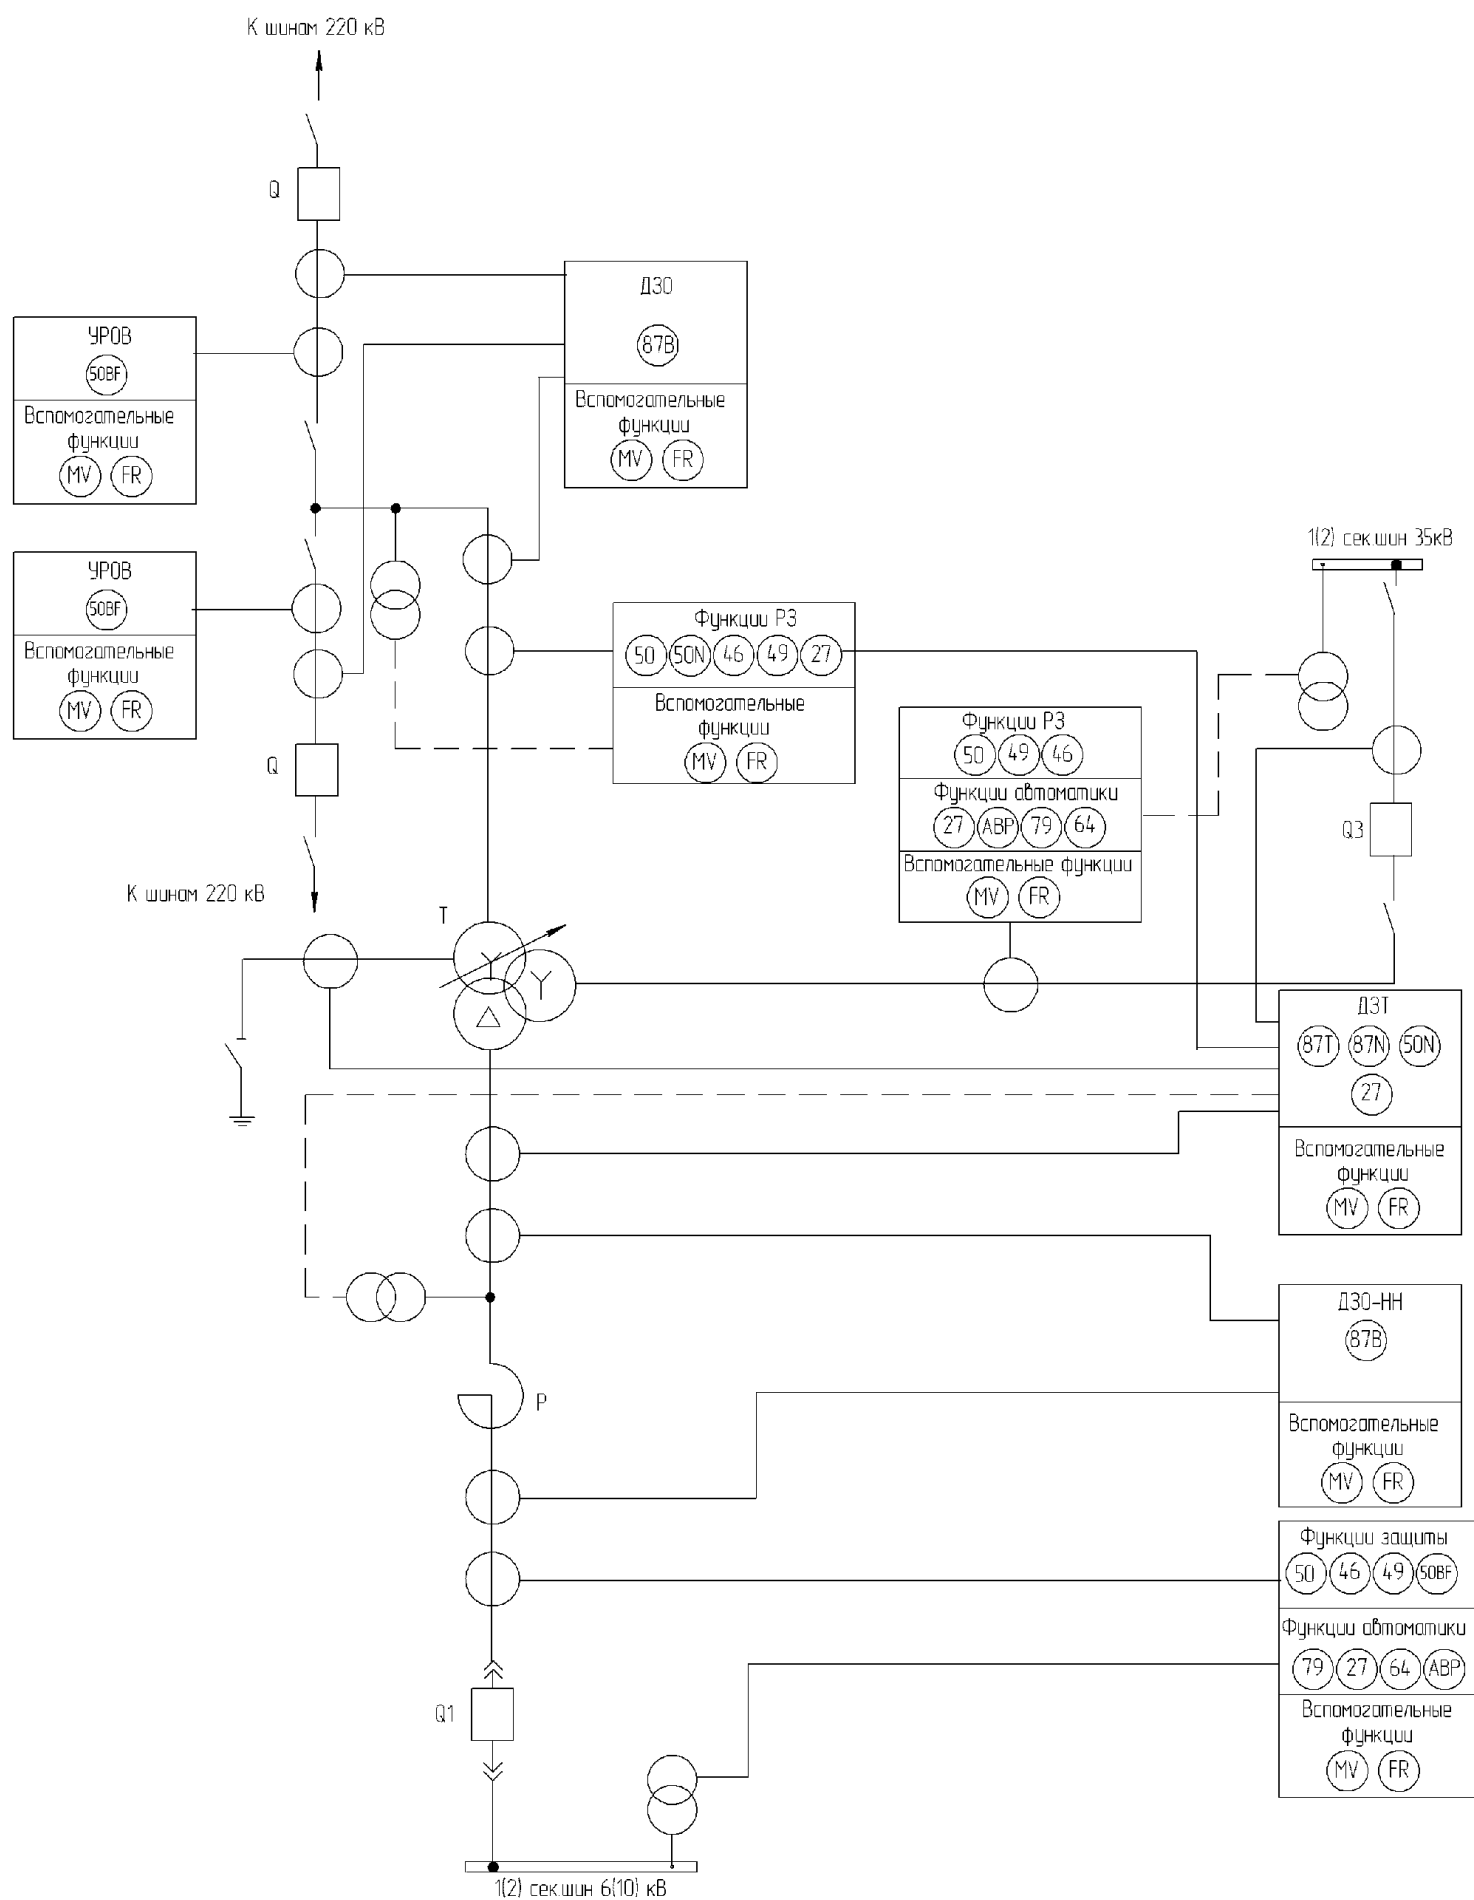 К шинам 220 кВ
Q
ДЗО
87B
Вспомогательные
функции
MV FR
УРОВ
50BF
Вспомогательные
функции
MV FR
1(2) сек.шин 35кВ
УРОВ
50BF
Вспомогательные
функции
MV FR
Функции РЗ
50 50N 46 49 27
Вспомогательные
функции
MV FR
Функции РЗ
50 49 46
Функции автоматики
27 АВР 79 64
Вспомогательные функции
MV FR
Q
Q3
К шинам 220 кВ
Т
ДЗТ
87T 87N 50N
27
Вспомогательные
функции
MV FR
ДЗО-НН
87B
Вспомогательные
функции
MV FR
Р
Функции защиты
50 46 49 50BF
Функции автоматики
79 27 64 АВР
Вспомогательные
функции
MV FR
Q1
1(2) сек.шин 6(10) кВ